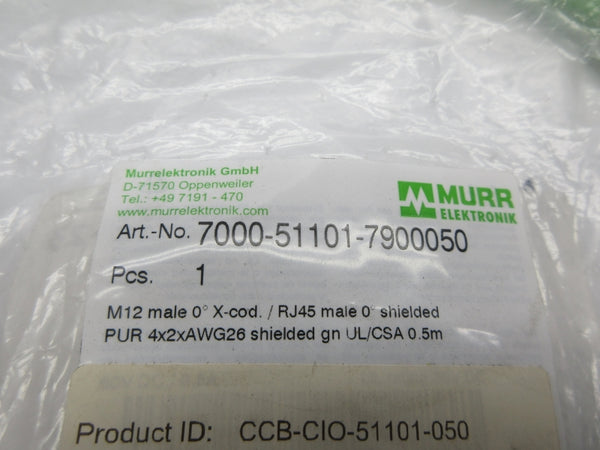 Murrelektronik GmbH
D-71570 Oppenweiler
Tel.: +49 7191 - 470
www.murrelektronik.com
MURR
ELEKTRONIK
Art.-No. 7000-51101-7900050
Pcs. 1
M12 male 0° X-cod. / RJ45 male 0° shielded
PUR 4x2xAWG26 shielded gn UL/CSA 0.5m
Product ID: CCB-CIO-51101-050